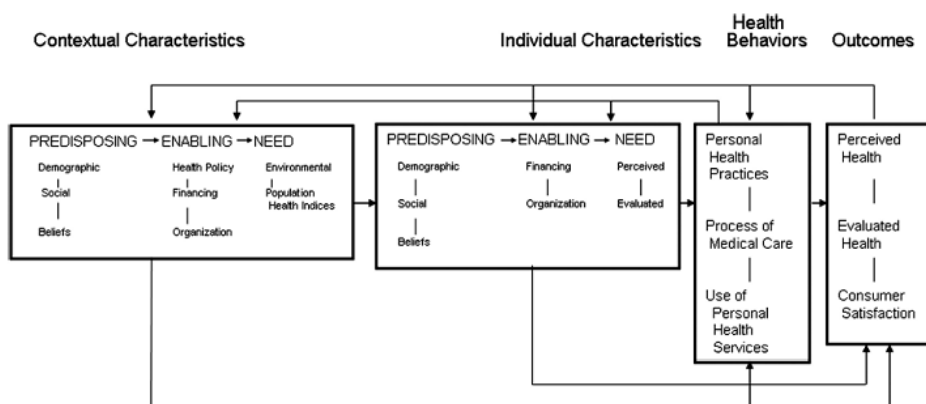 Contextual Characteristics
Individual Characteristics
Health
Behaviors
Outcomes
PREDISPOSING → ENABLING → NEED
Demographic
Social
Beliefs
Health Policy
Financing
Organization
Environmental
Population
Health Indices
PREDISPOSING → ENABLING → NEED
Demographic
Social
Beliefs
Financing
Organization
Perceived
Evaluated
Personal
Health
Practices
Process of
Medical Care
Use of
Personal
Health
Services
Perceived
Health
Evaluated
Health
Consumer
Satisfaction